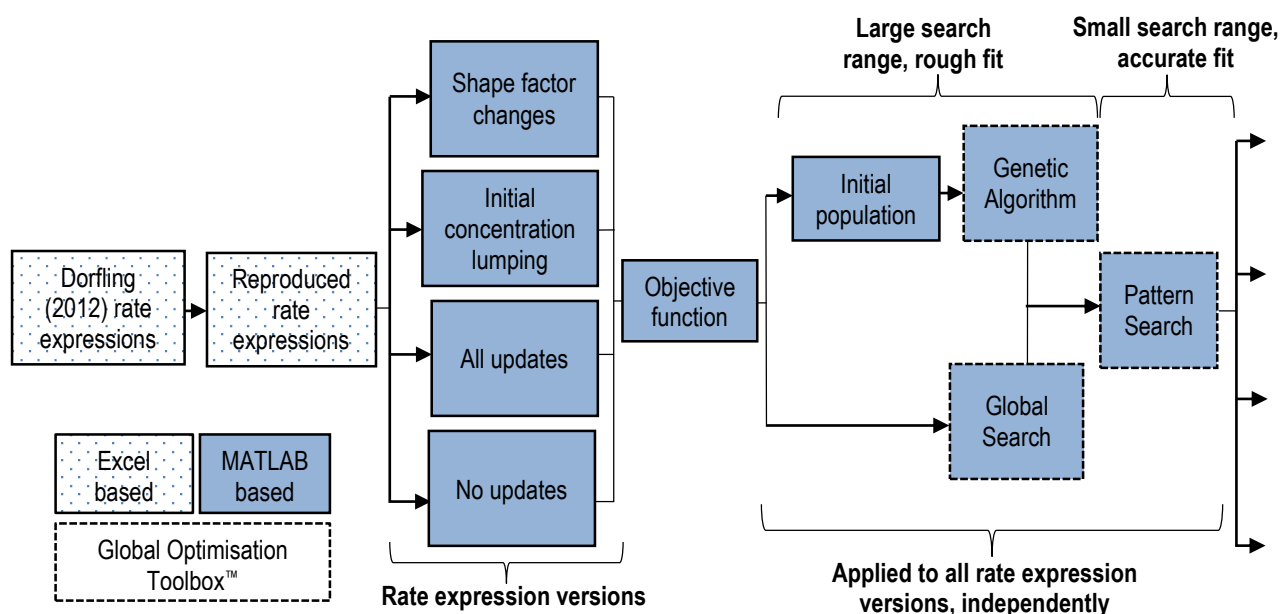 Large search
range, rough fit
Small search range,
accurate fit
Shape factor
changes
Initial
concentration
lumping
All updates
No updates
Dorfling
(2012) rate
expressions
Reproduced
rate
expressions
Objective
function
Initial
population
Genetic
Algorithm
Global
Search
Pattern
Search
Excel
based
MATLAB
based
Global Optimisation
Toolbox™
Rate expression versions
Applied to all rate expression
versions, independently